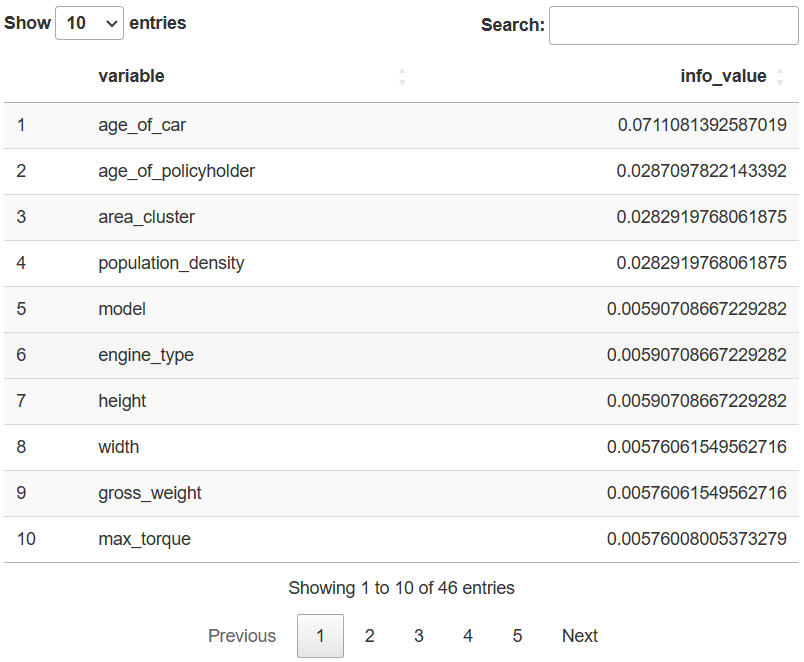 Show 10 entries Search:
variable info_value
1 age_of_car 0.0711081392587019
2 age_of_policyholder 0.0287097822143392
3 area_cluster 0.0282919768061875
4 population_density 0.0282919768061875
5 model 0.00590708667229282
6 engine_type 0.00590708667229282
7 height 0.00590708667229282
8 width 0.00576061549562716
9 gross_weight 0.00576061549562716
10 max_torque 0.00576008005373279
Showing 1 to 10 of 46 entries
Previous 1 2 3 4 5 Next